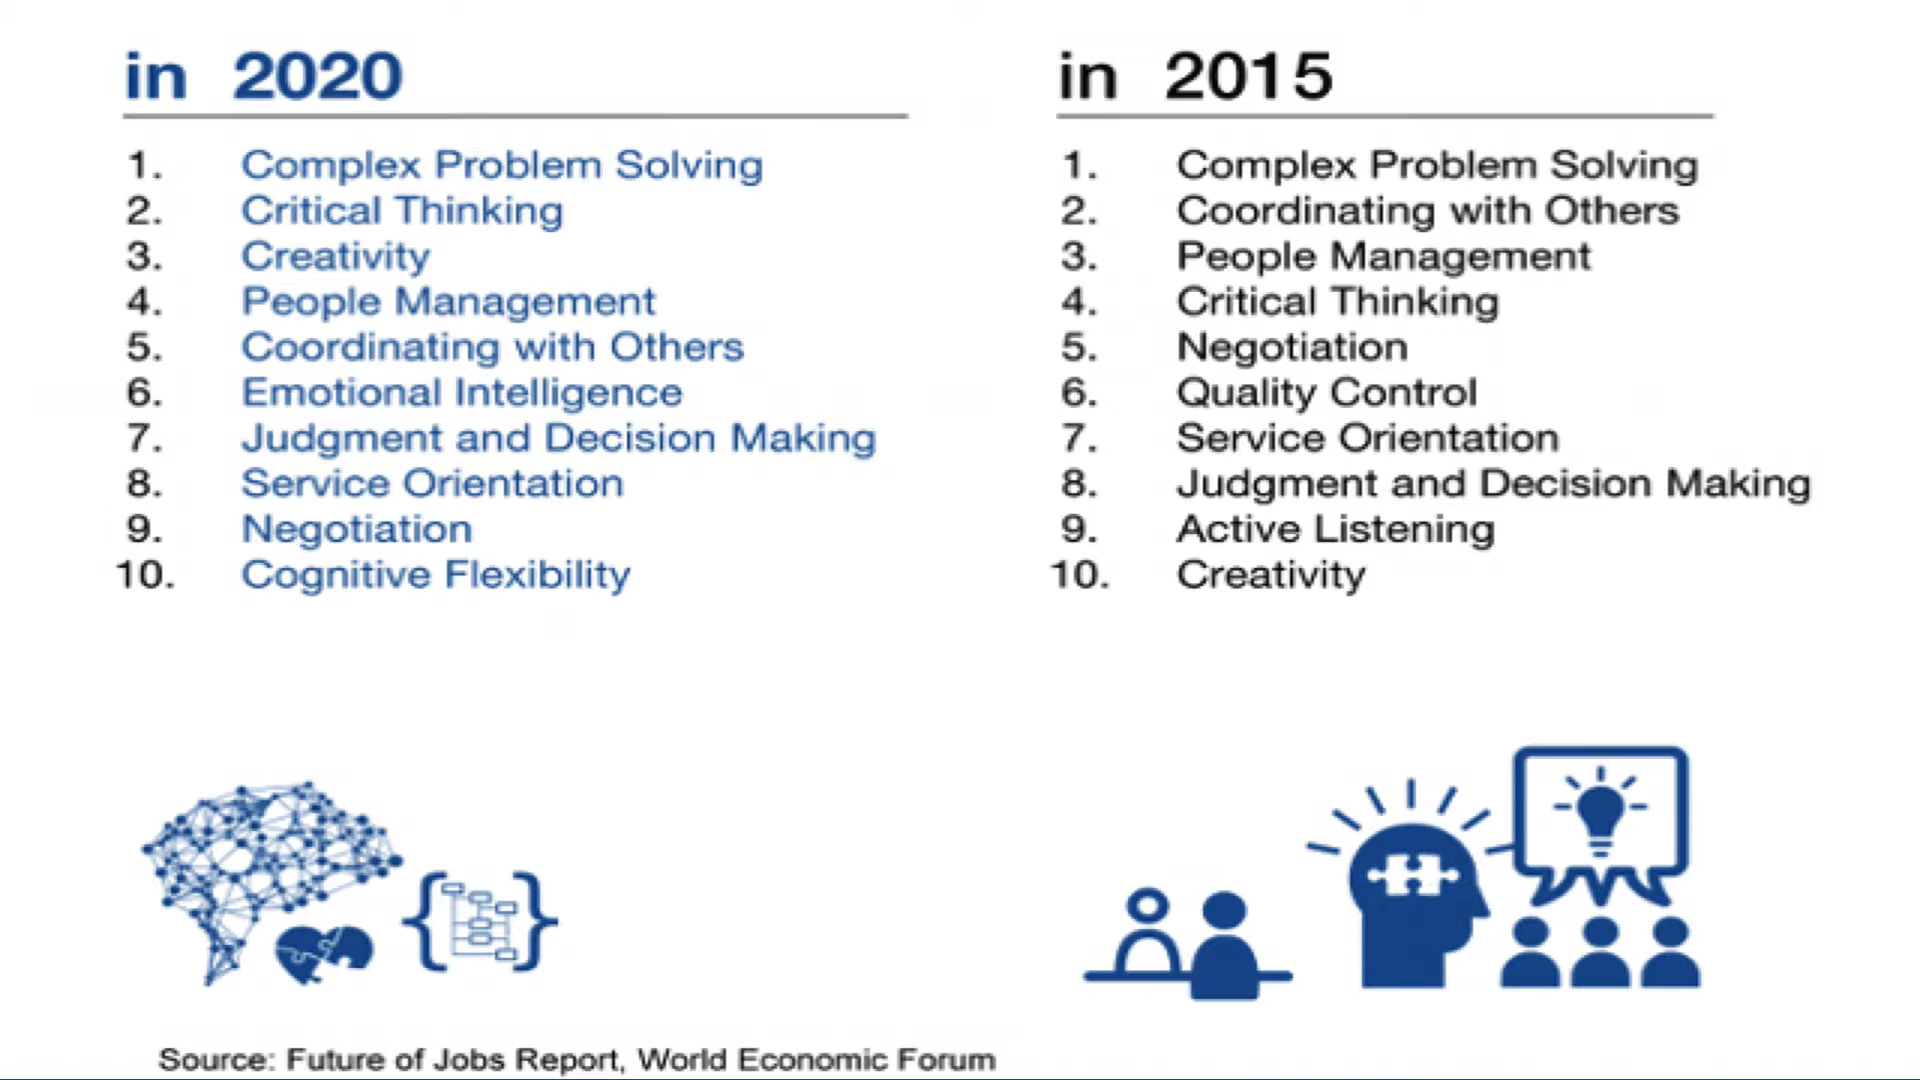 in 2020
1. Complex Problem Solving
2. Critical Thinking
3. Creativity
4. People Management
5. Coordinating with Others
6. Emotional Intelligence
7. Judgment and Decision Making
8. Service Orientation
9. Negotiation
10. Cognitive Flexibility
in 2015
1. Complex Problem Solving
2. Coordinating with Others
3. People Management
4. Critical Thinking
5. Negotiation
6. Quality Control
7. Service Orientation
8. Judgment and Decision Making
9. Active Listening
10. Creativity
Source: Future of Jobs Report, World Economic Forum